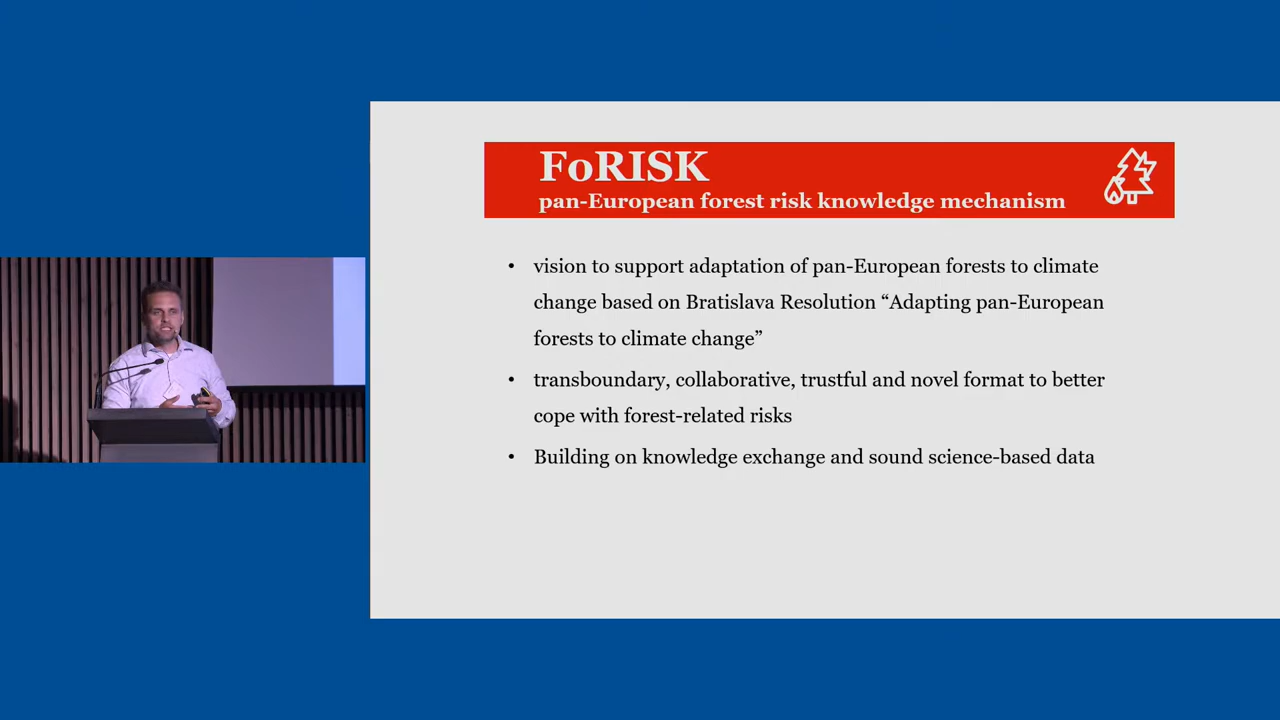 FoRISK
pan-European forest risk knowledge mechanism
• vision to support adaptation of pan-European forests to climate
change based on Bratislava Resolution “Adapting pan-European
forests to climate change”
• transboundary, collaborative, trustful and novel format to better
cope with forest-related risks
• Building on knowledge exchange and sound science-based data